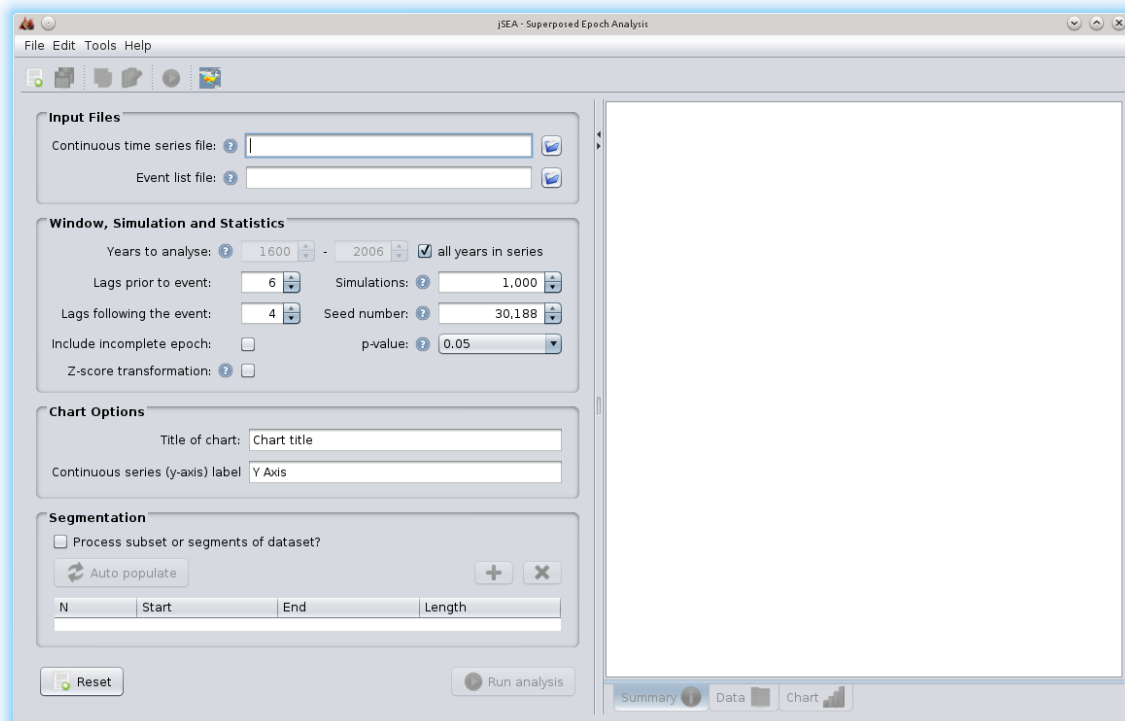 jSEA - Superposed Epoch Analysis
File Edit Tools Help
Input Files
Continuous time series file:
Event list file:
Window, Simulation and Statistics
Years to analyse: 1600 - 2006 all years in series
Lags prior to event: 6 Simulations: 1,000
Lags following the event: 4 Seed number: 30,188
Include incomplete epoch: p-value: 0.05
Z-score transformation:
Chart Options
Title of chart: Chart title
Continuous series (y-axis) label Y Axis
Segmentation
Process subset or segments of dataset?
Auto populate
N Start End Length
Reset Run analysis
Summary Data Chart